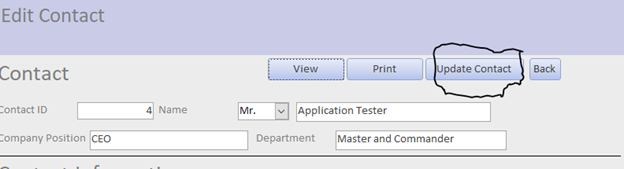 Edit Contact
View Print Update Contact Back
Contact
Contact ID 4 Name Mr. Application Tester
Company Position CEO Department Master and Commander